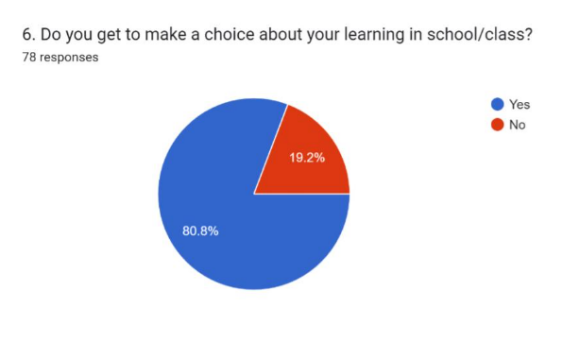 6. Do you get to make a choice about your learning in school/class?
78 responses
Yes
No
19.2%
80.8%